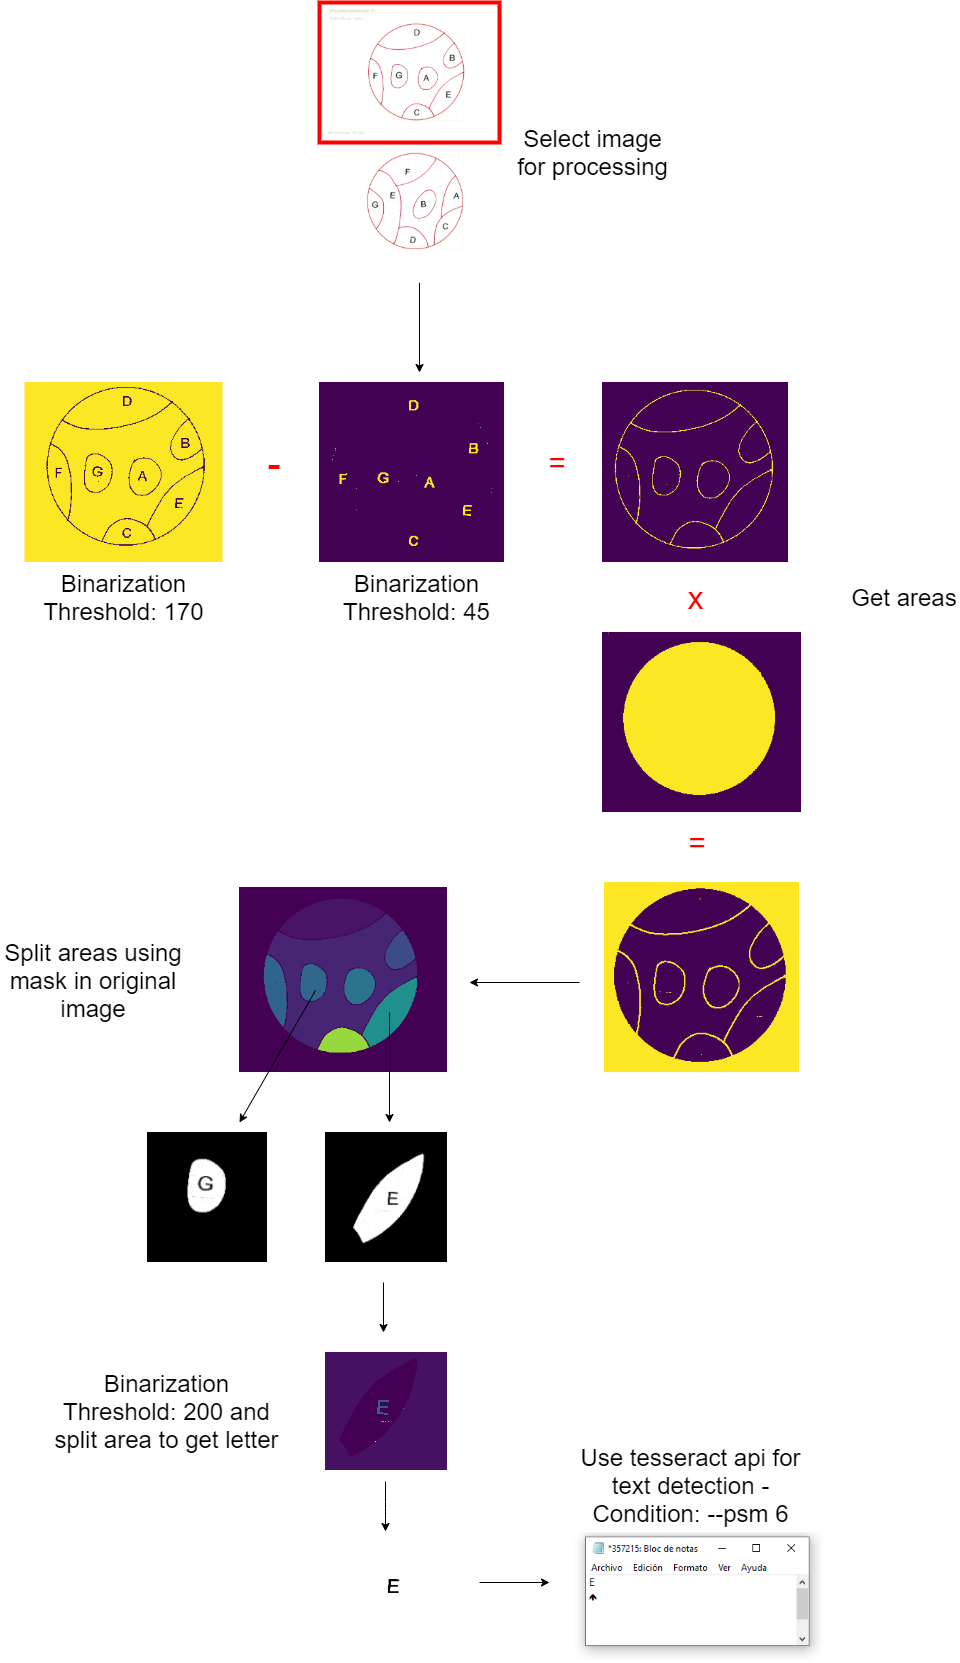 D
B
F
G
A
E
C
Select image
for processing
F
E
A
G
B
C
D
D
B
F
G
A
E
C
-
D
B
F
G
A
E
C
=
Binarization
Threshold: 170
Binarization
Threshold: 45
x
Get areas
=
Split areas using
mask in original
image
G
E
Binarization
Threshold: 200 and
split area to get letter
E
Use tesseract api for
text detection -
Condition: --psm 6
E
*357215: Bloc de notas
Archivo Edición Formato Ver Ayuda
E